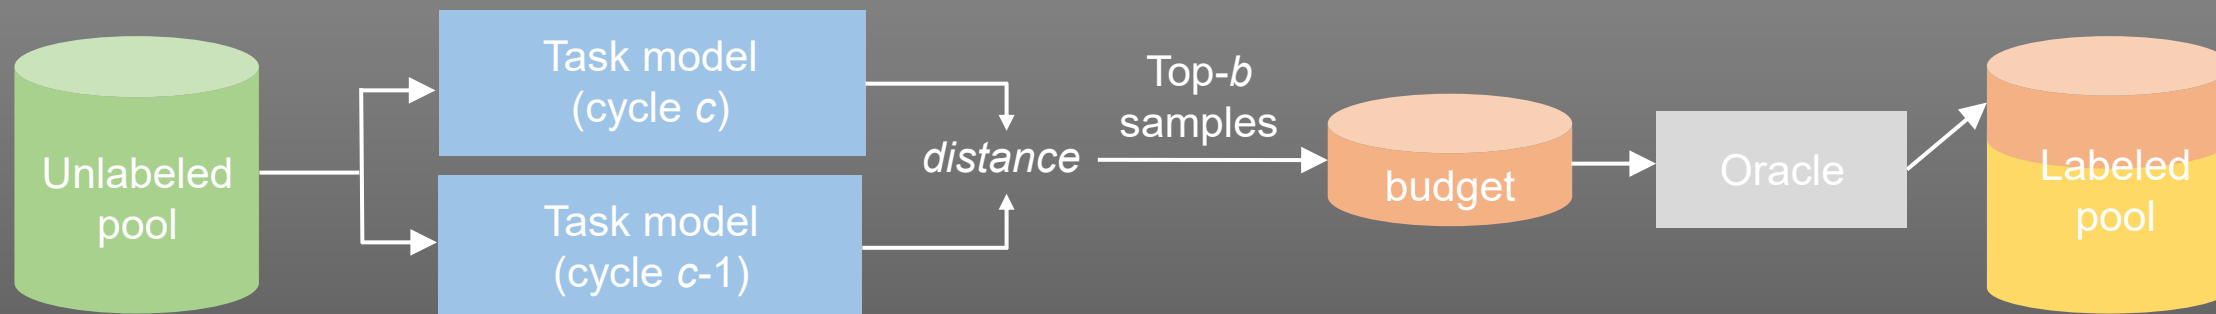 Unlabeled
pool
Task model
(cycle c)
Task model
(cycle c-1)
distance
Top-b
samples
budget
Oracle
Labeled
pool